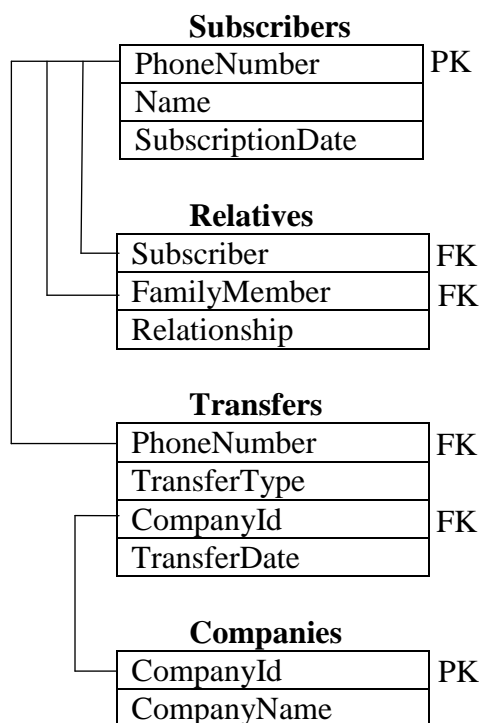 Subscribers
PhoneNumber PK
Name
SubscriptionDate
Relatives
Subscriber FK
FamilyMember FK
Relationship
Transfers
PhoneNumber FK
TransferType
CompanyId FK
TransferDate
Companies
CompanyId PK
CompanyName